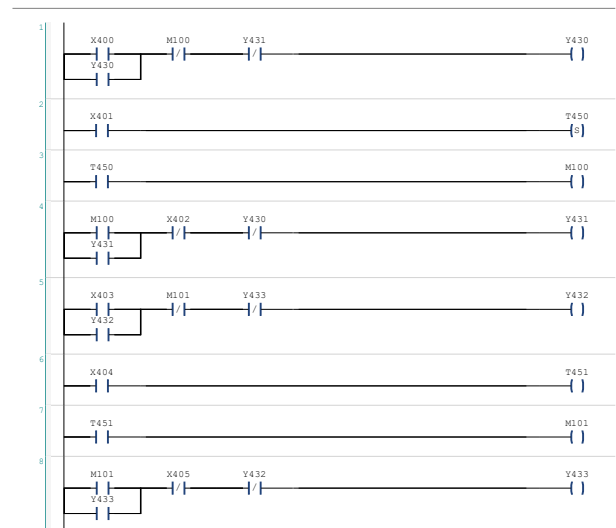 1
X400 M100 Y431 Y430
Y430
2
X401 T450
S
3
T450 M100
4
M100 X402 Y430 Y431
Y431
5
X403 M101 Y433 Y432
Y432
6
X404 T451
7
T451 M101
8
M101 X405 Y432 Y433
Y433